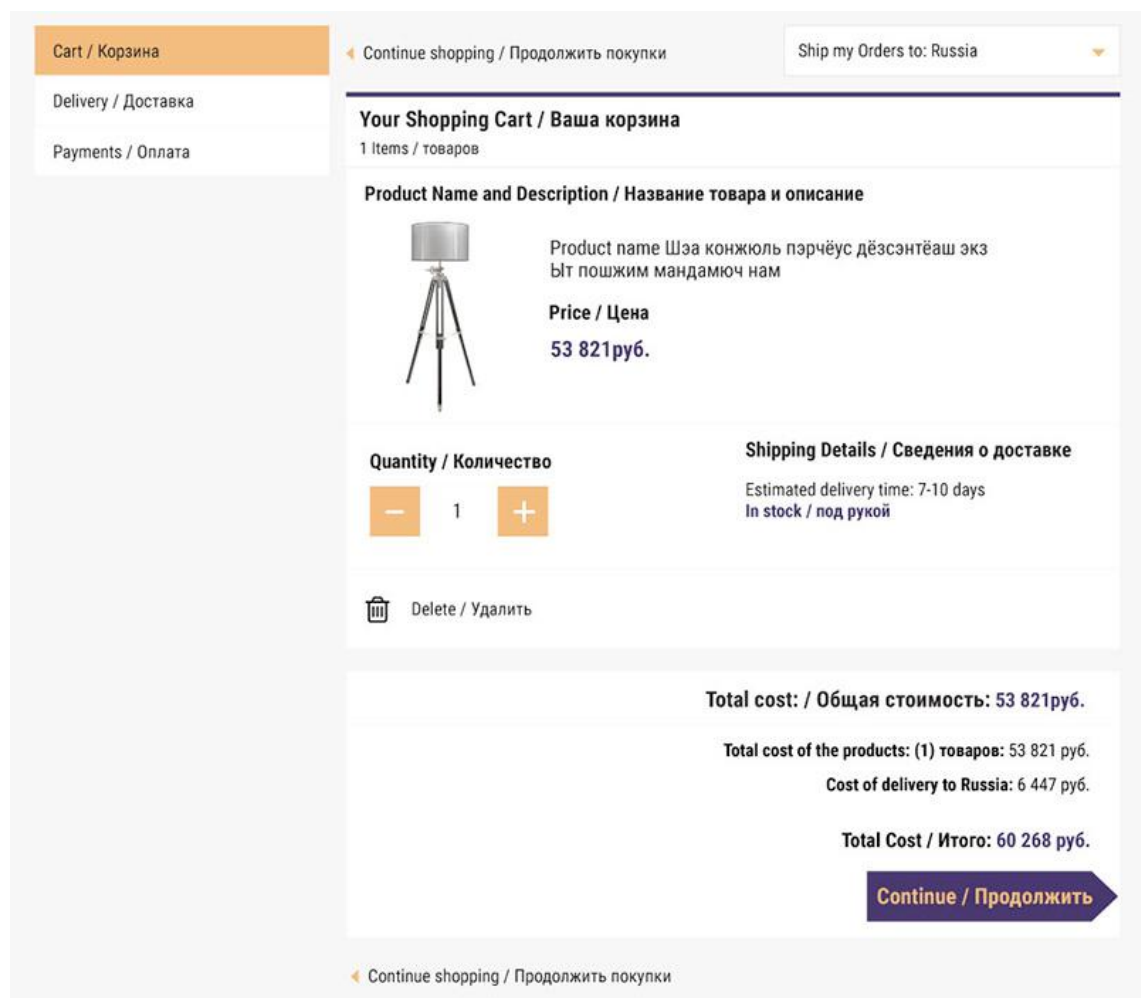 Cart / Корзина
Delivery / Доставка
Payments / Оплата
Continue shopping / Продолжить покупки
Ship my Orders to: Russia
Your Shopping Cart / Ваша корзина
1 Items / товаров
Product Name and Description / Название товара и описание
Product name Шэа конжюль пэрчёус дёзсэнтёаш экз
Ыт пошжим мандамюч нам
Price / Цена
53 821руб.
Quantity / Количество
1
Shipping Details / Сведения о доставке
Estimated delivery time: 7-10 days
In stock / под рукой
Delete / Удалить
Total cost: / Общая стоимость: 53 821руб.
Total cost of the products: (1) товаров: 53 821 руб.
Cost of delivery to Russia: 6 447 руб.
Total Cost / Итого: 60 268 руб.
Continue / Продолжить
Continue shopping / Продолжить покупки